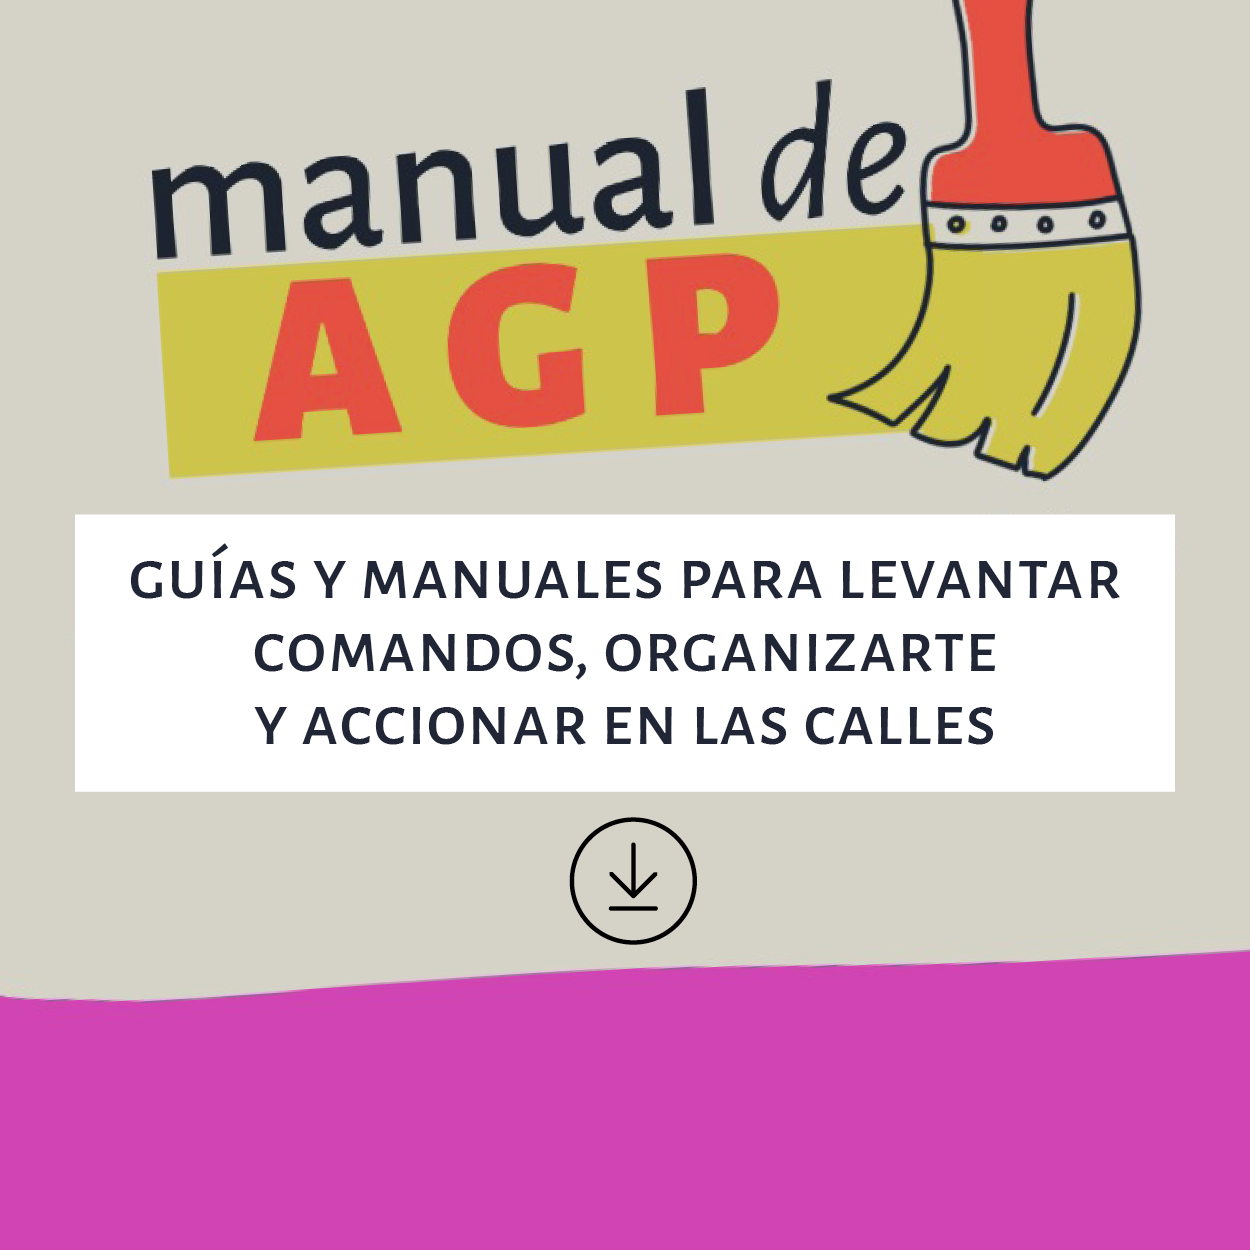 manual de
AGP
GUÍAS Y MANUALES PARA LEVANTAR
COMANDOS, ORGANIZARTE
Y ACCIONAR EN LAS CALLES